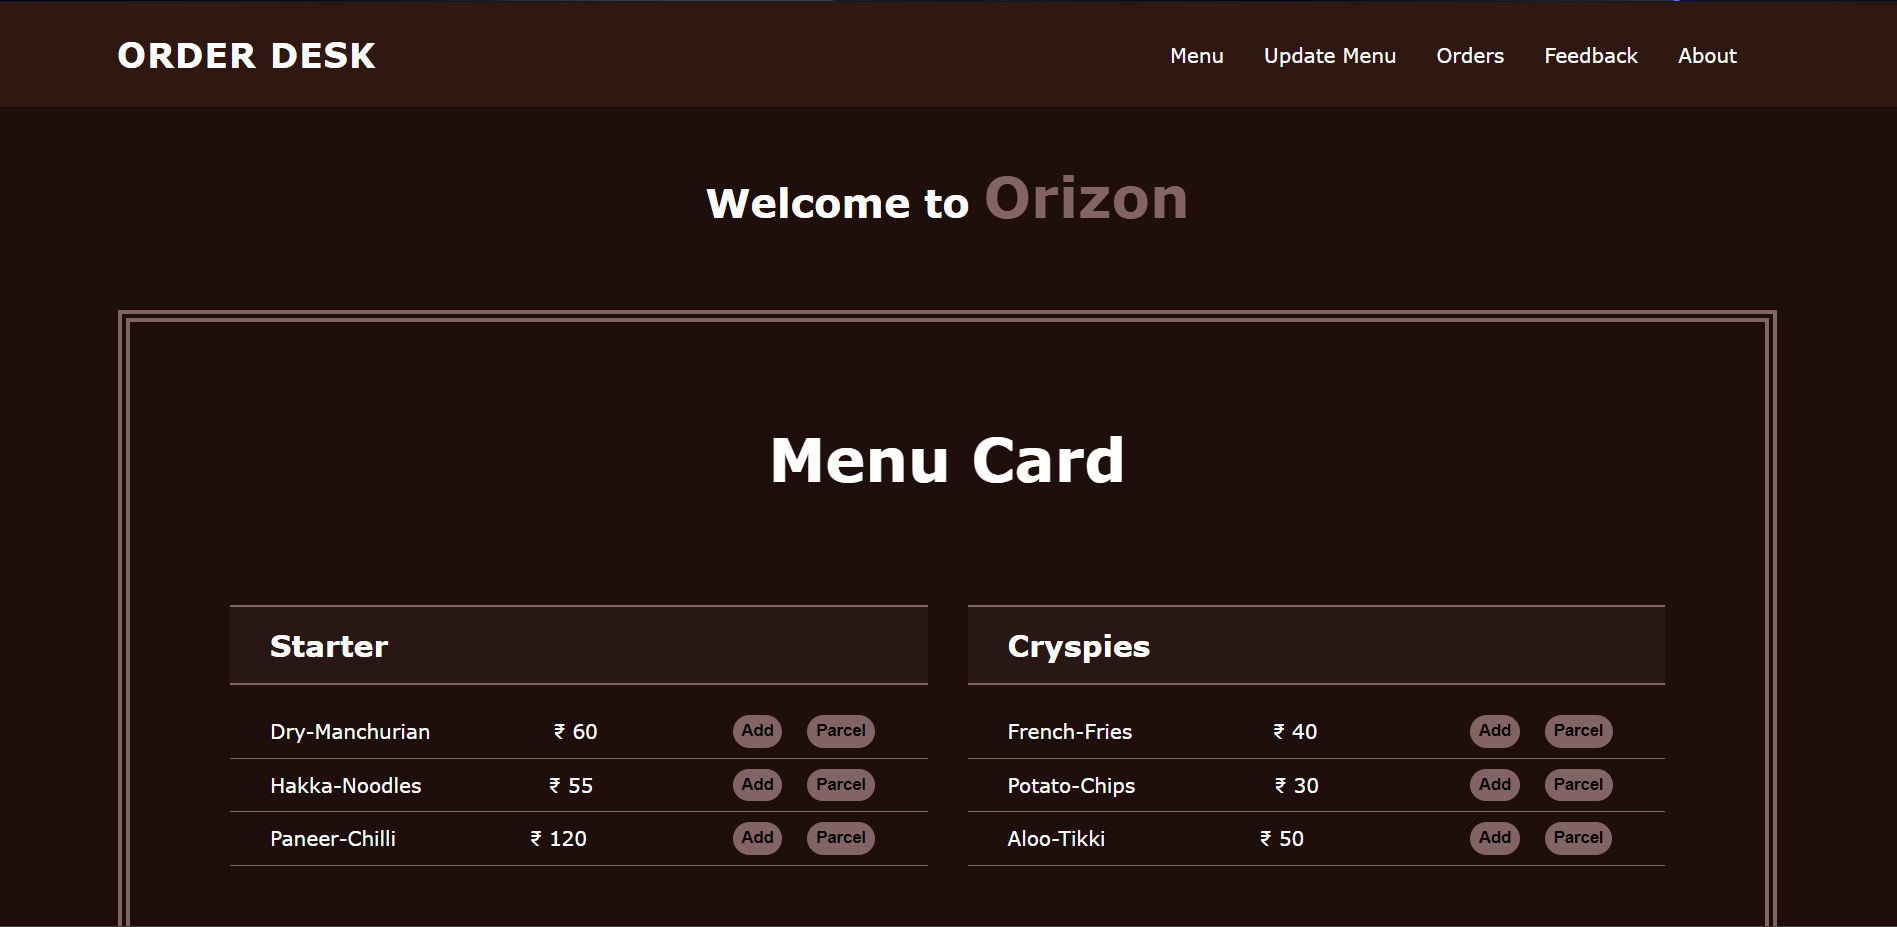 ORDER DESK
Menu Update Menu Orders Feedback About
Welcome to Orizon
Menu Card
Starter
Dry-Manchurian ₹ 60 Add Parcel
Hakka-Noodles ₹ 55 Add Parcel
Paneer-Chilli ₹ 120 Add Parcel
Cryspies
French-Fries ₹ 40 Add Parcel
Potato-Chips ₹ 30 Add Parcel
Aloo-Tikki ₹ 50 Add Parcel